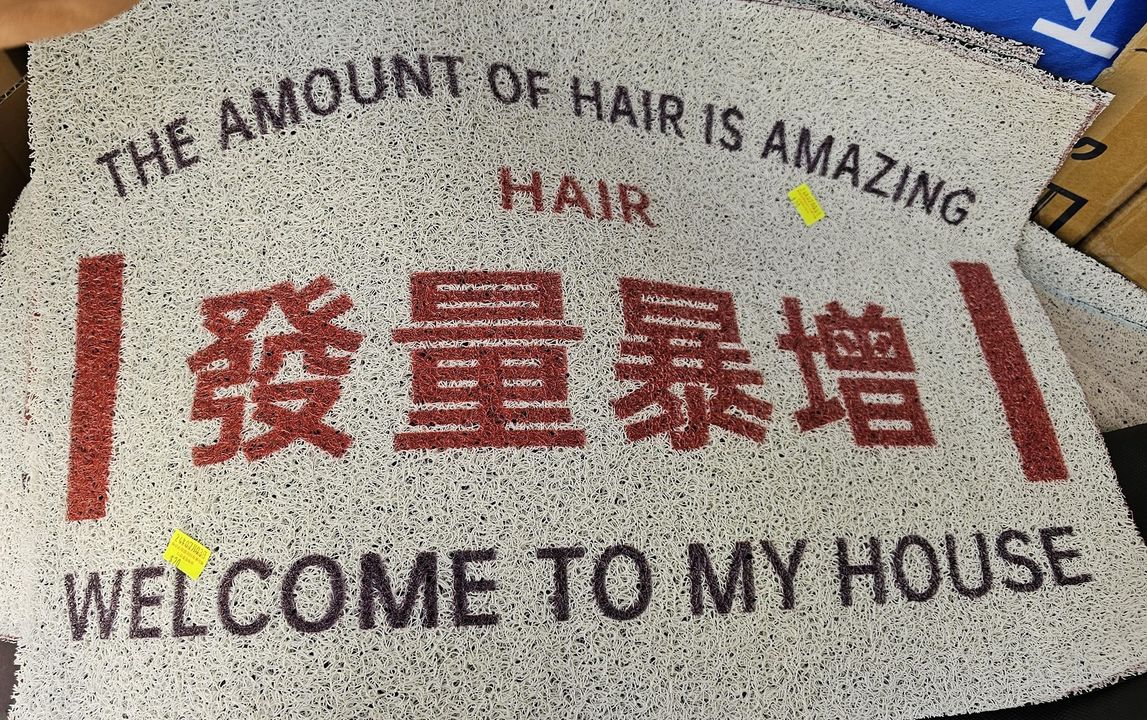 THE AMOUNT OF HAIR IS AMAZING
HAIR
發量暴增
WELCOME TO MY HOUSE